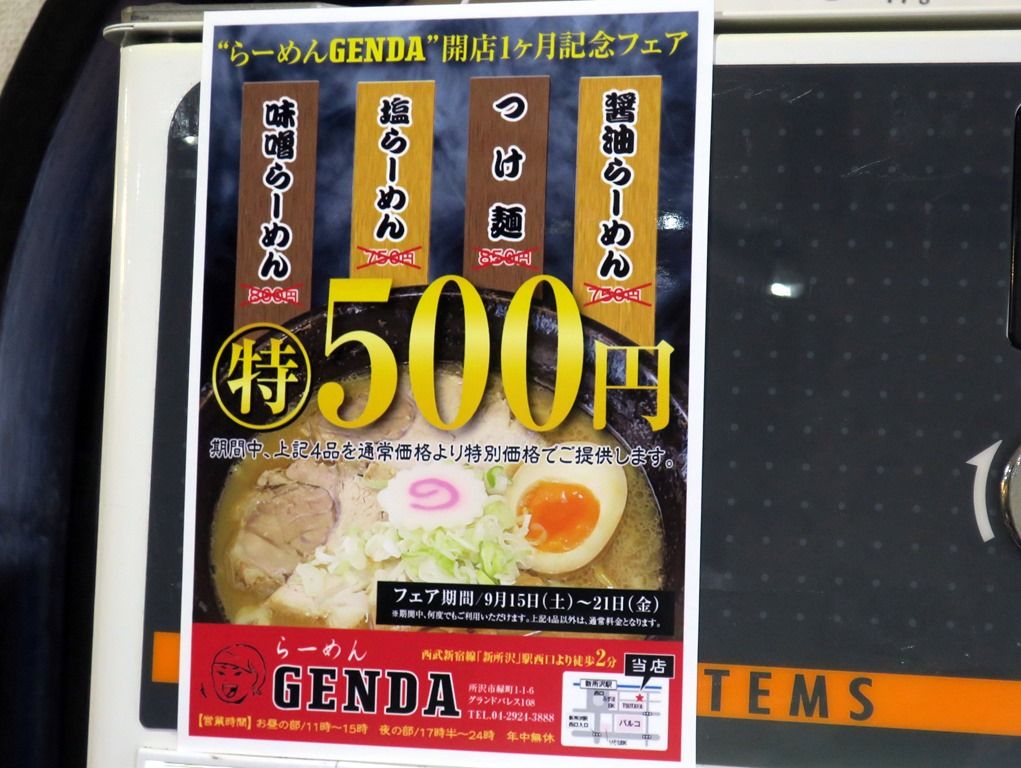 “らーめんGENDA”開店1ヶ月記念フェア
味噌らーめん
800円
塩らーめん
750円
つけ麺
850円
醤油らーめん
750円
特500円
期間中、上記4品を通常価格より特別価格でご提供します。
フェア期間/9月15日(土)～21日(金)
※期間中、何度でもご利用いただけます。上記4品以外は、通常料金となります。
らーめん
GENDA
西武新宿線「新所沢」駅西口より徒歩2分
所沢市緑町1-1-6
グランドパレス108
TEL.04-2924-3888
【営業時間】お昼の部/11時～15時 夜の部/17時半～24時 年中無休
当店
新所沢駅
西口
パルコ
TEMS